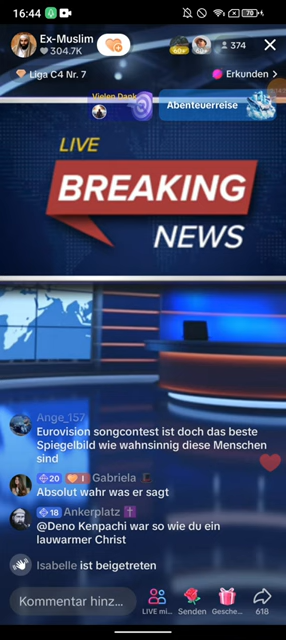 16:44
70
Ex-Muslim
304.7K
60+
60+
374
Liga C4 Nr. 7
Erkunden
Vielen Dank
Abenteuerreise
LIVE
BREAKING
NEWS
Ange_157
Eurovision songcontest ist doch das beste
Spiegelbild wie wahnsinnig diese Menschen
sind
20 I Gabriela
Absolut wahr was er sagt
18 Ankerplatz
@Deno Kenpachi war so wie du ein
lauwarmer Christ
Isabelle ist beigetreten
Kommentar hinz...
LIVE mi...
Senden
Gesche...
618